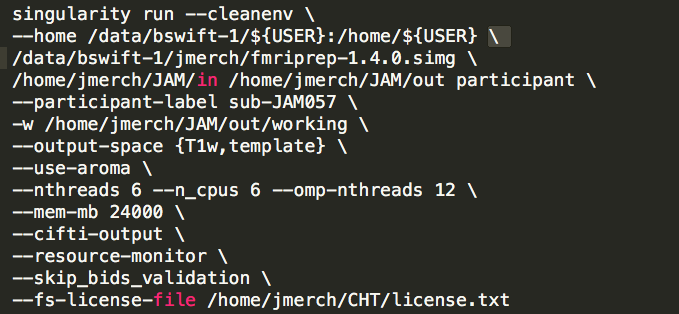 singularity run --cleanenv \
--home /data/bswift-1/${USER}:/home/${USER} \
/data/bswift-1/jmerch/fmriprep-1.4.0.simg \
/home/jmerch/JAM/in /home/jmerch/JAM/out participant \
--participant-label sub-JAM057 \
-w /home/jmerch/JAM/out/working \
--output-space {T1w,template} \
--use-aroma \
--nthreads 6 --n_cpus 6 --omp-nthreads 12 \
--mem-mb 24000 \
--cifti-output \
--resource-monitor \
--skip_bids_validation \
--fs-license-file /home/jmerch/CHT/license.txt